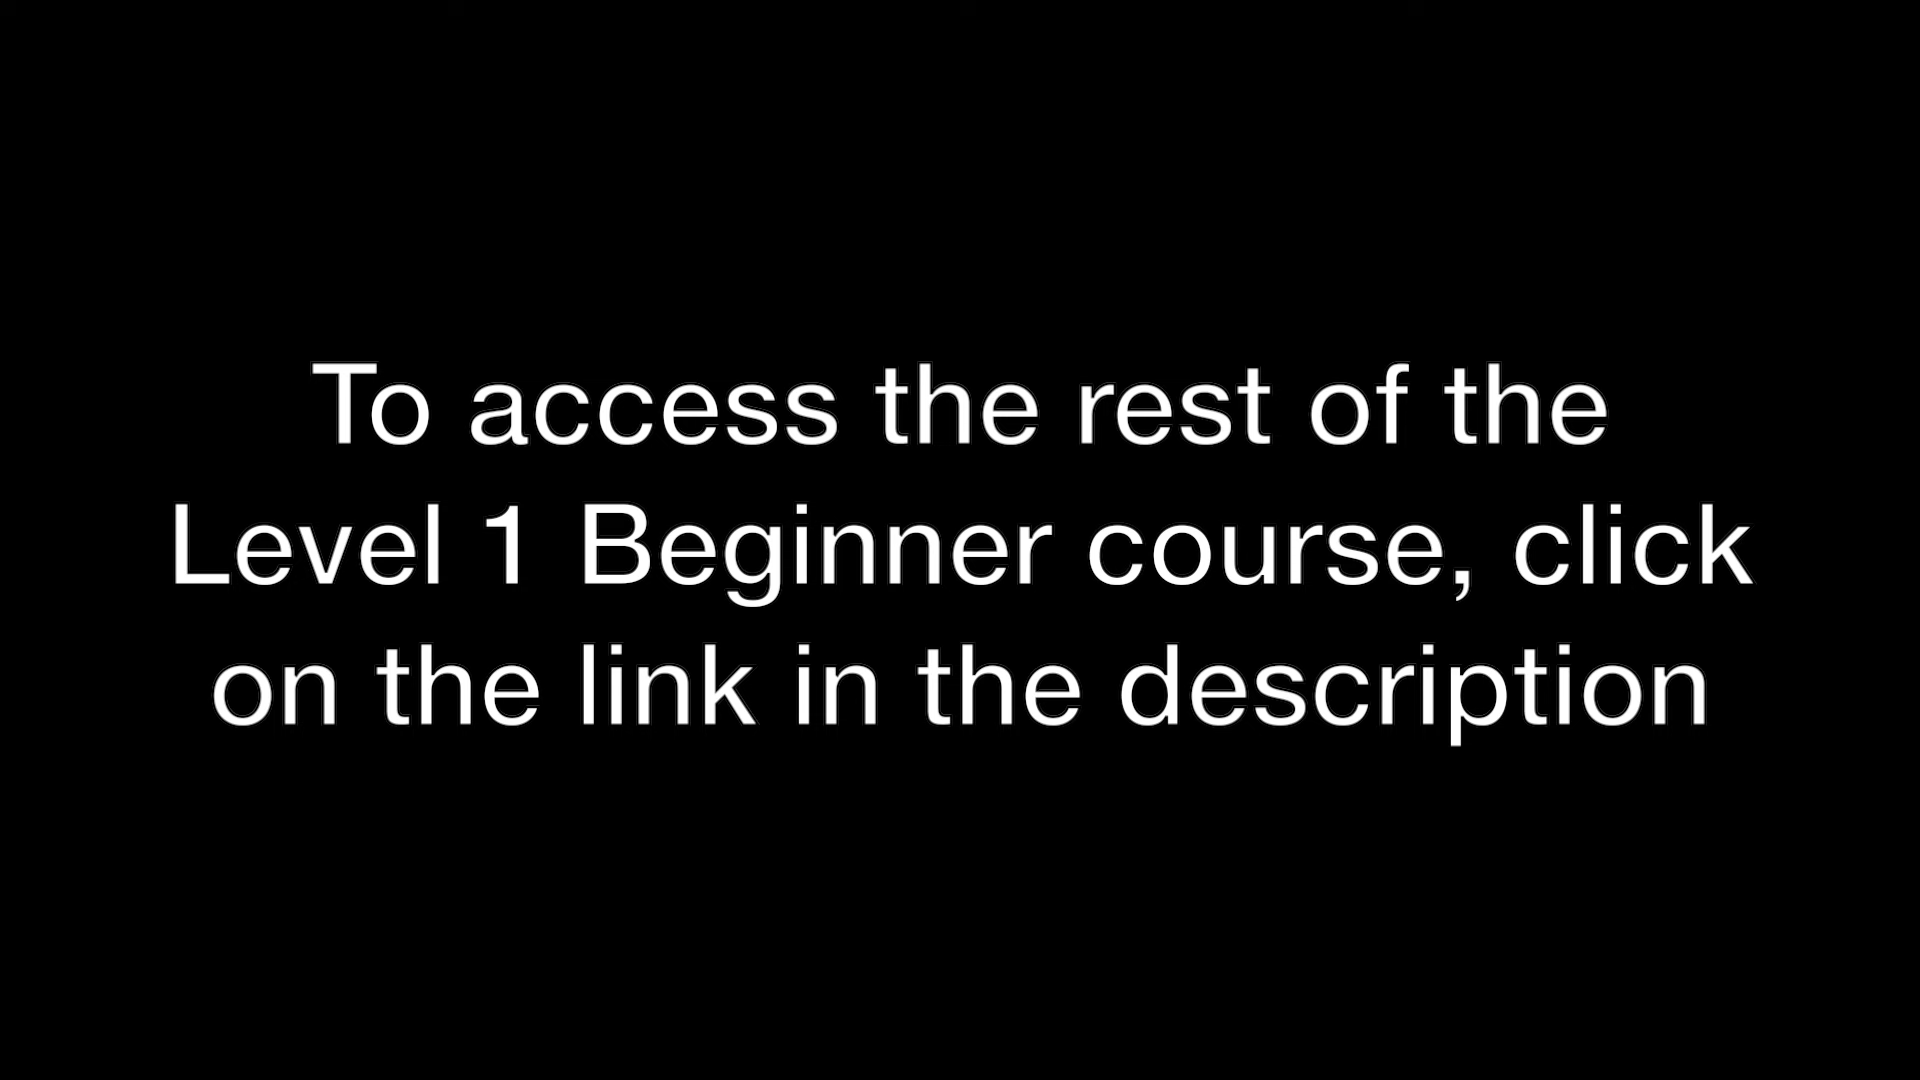 To access the rest of the
Level 1 Beginner course, click
on the link in the description